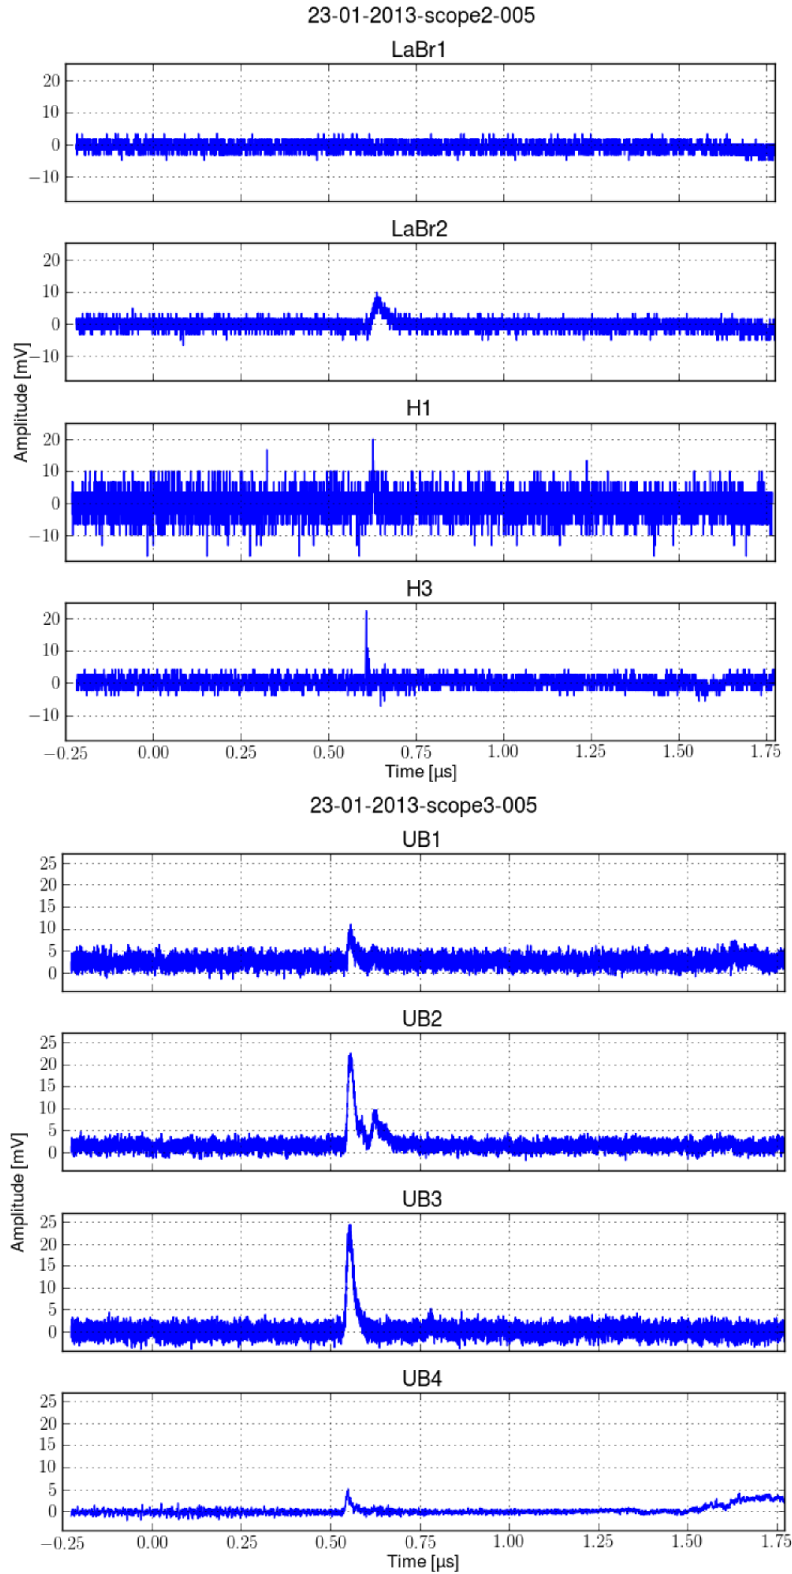 23-01-2013-scope2-005
LaBr1
20
10
0
−10
LaBr2
20
10
0
−10
H1
20
10
0
−10
H3
20
10
0
−10
Amplitude [mV]
−0.25 0.00 0.25 0.50 0.75 1.00 1.25 1.50 1.75
Time [µs]
23-01-2013-scope3-005
UB1
25
20
15
10
5
0
UB2
25
20
15
10
5
0
UB3
25
20
15
10
5
0
UB4
25
20
15
10
5
0
Amplitude [mV]
−0.25 0.00 0.25 0.50 0.75 1.00 1.25 1.50 1.75
Time [µs]